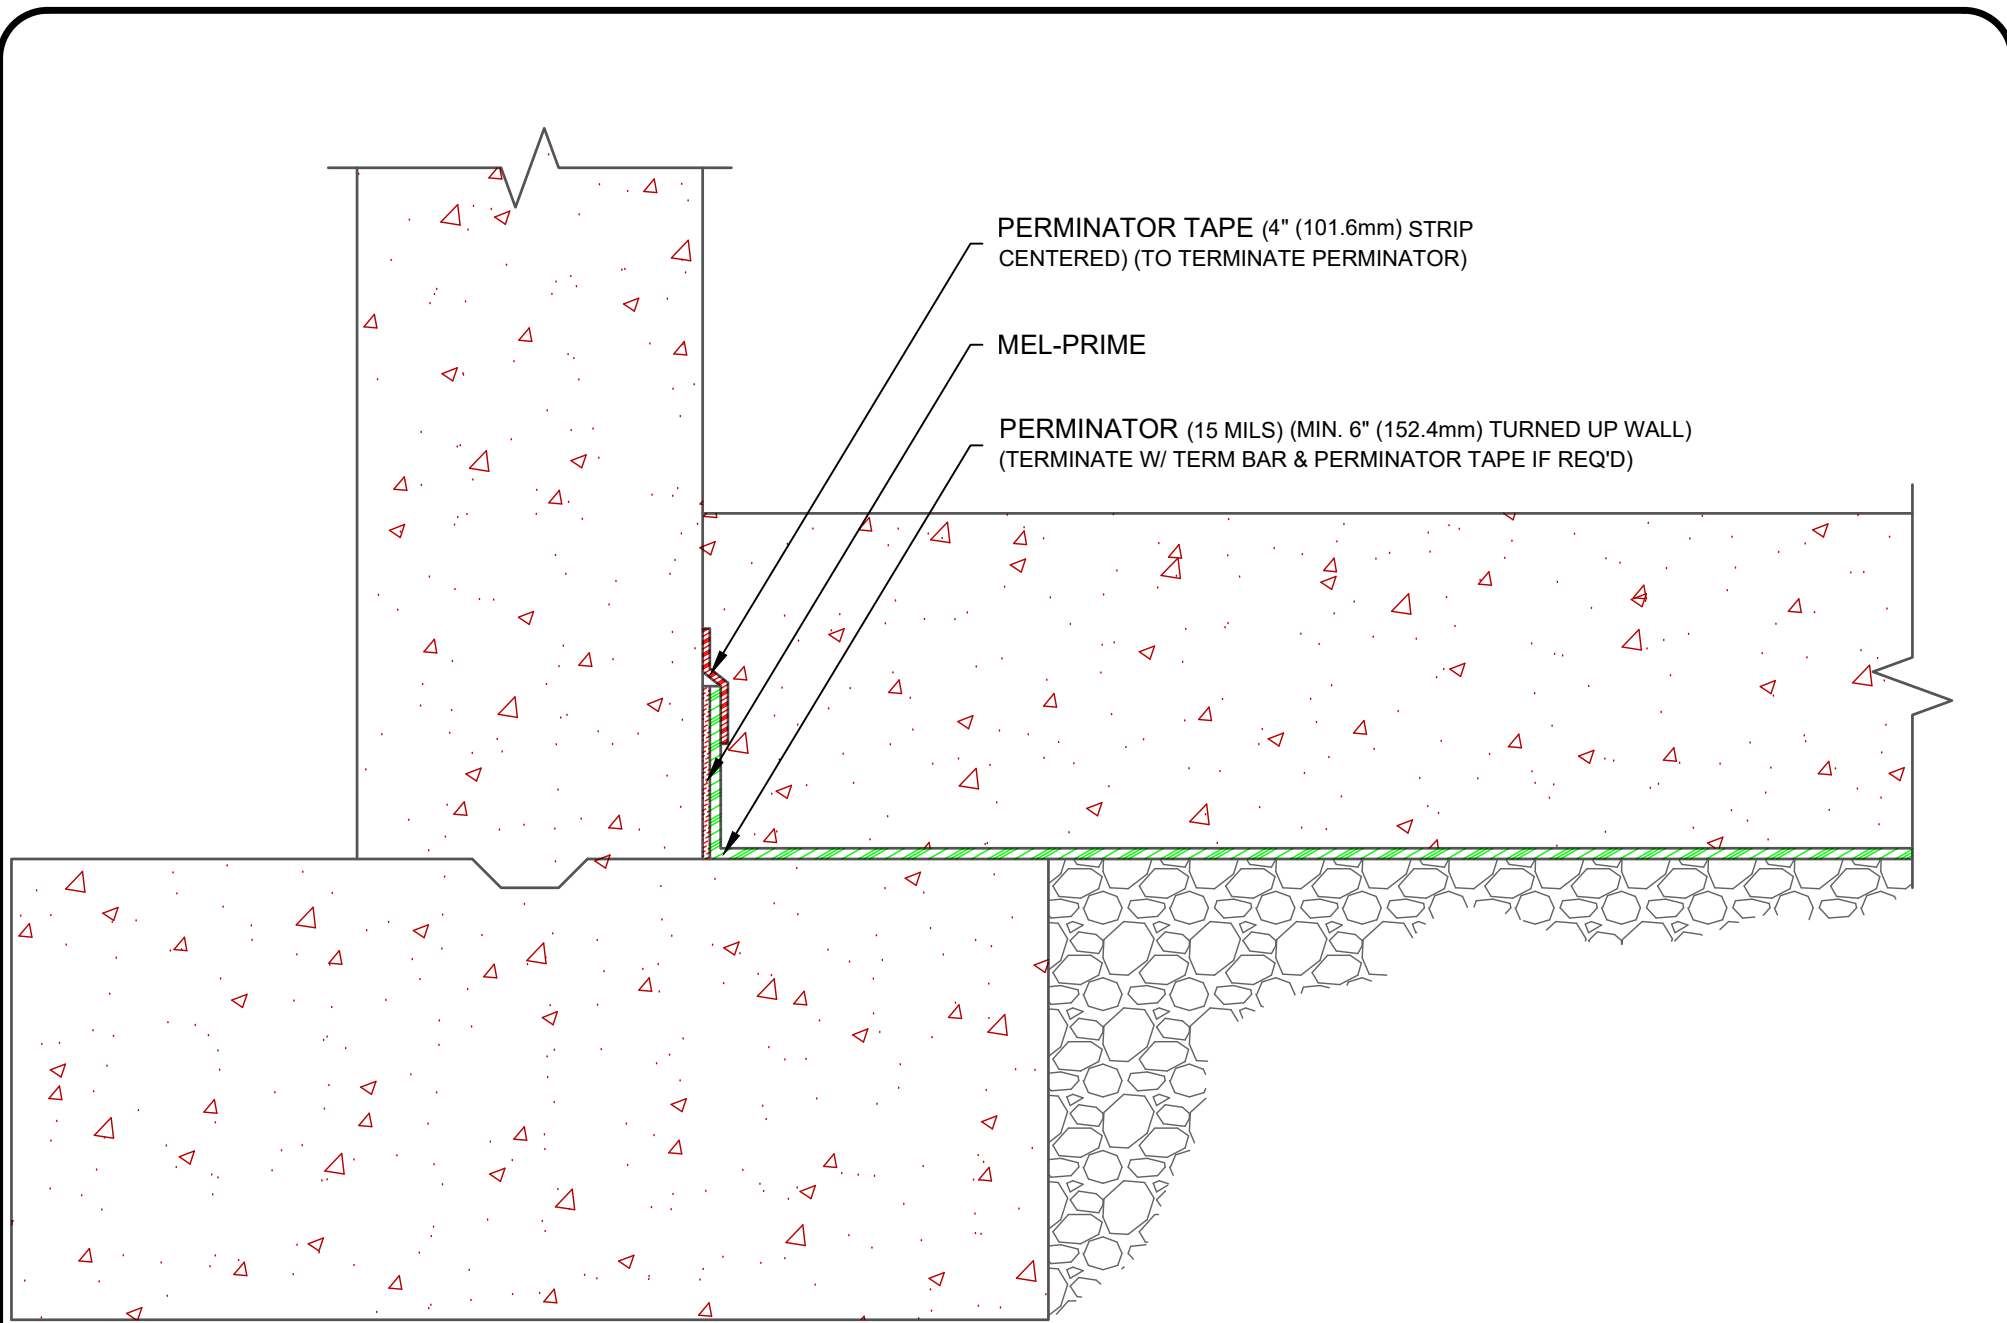 PERMINATOR TAPE (4" (101.6mm) STRIP
CENTERED) (TO TERMINATE PERMINATOR)
MEL-PRIME
PERMINATOR (15 MILS) (MIN. 6" (152.4mm) TURNED UP WALL)
(TERMINATE W/ TERM BAR & PERMINATOR TAPE IF REQ'D)